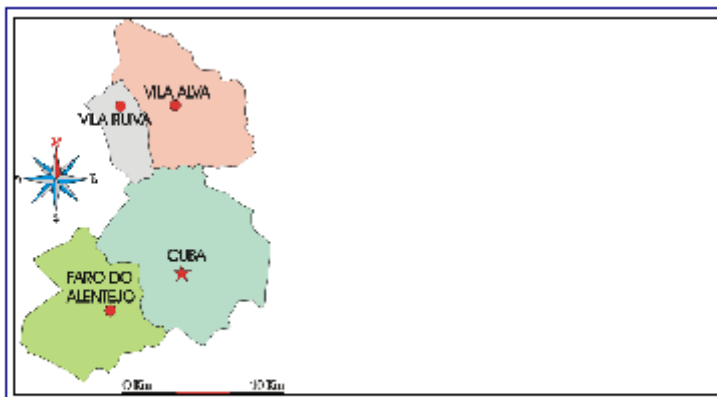 VILA ALVA
VILA RUIVA
N
S
CUBA
FARO DO
ALENTEJO
0 Km
10 Km